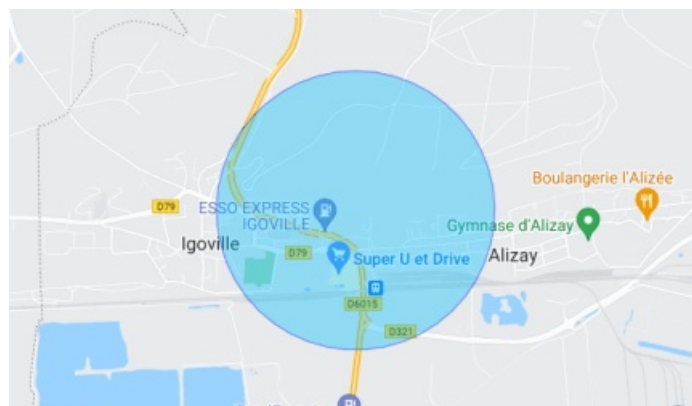 Boulangerie l'Alizée
D79
ESSO EXPRESS
IGOVILLE
Gymnase d'Alizay
Igoville
D79
Super U et Drive
Alizay
D6015
D321